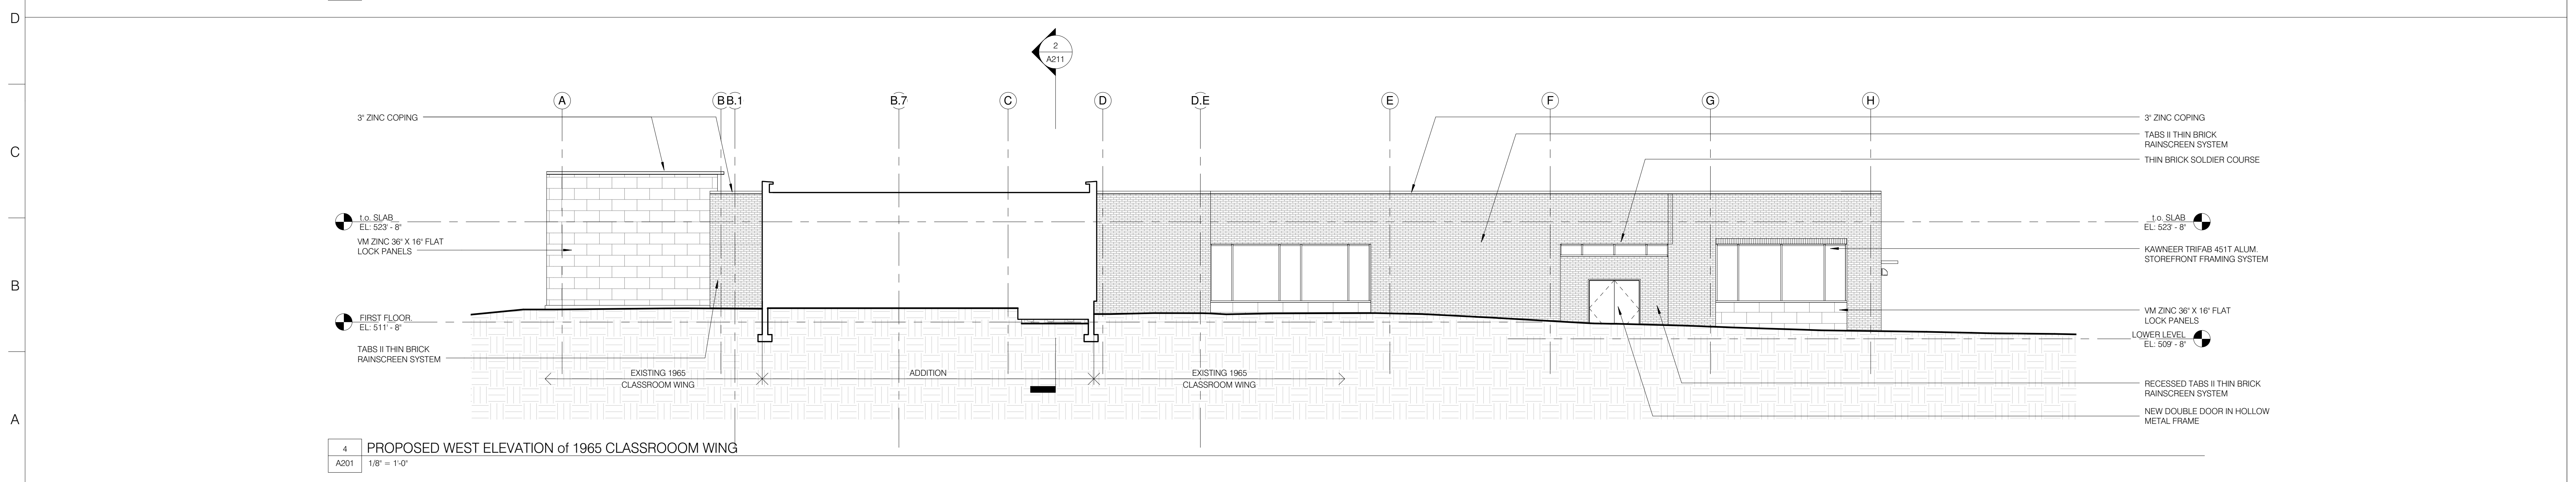 D
C
B
A
2
A211
A
B
B.1
B.7
C
D
D.E
E
F
G
H
3" ZINC COPING
t.o. SLAB
EL: 523' - 8"
VM ZINC 36" X 16" FLAT
LOCK PANELS
FIRST FLOOR.
EL: 511' - 8"
TABS II THIN BRICK
RAINSCREEN SYSTEM
EXISTING 1965
CLASSROOM WING
ADDITION
EXISTING 1965
CLASSROOM WING
3" ZINC COPING
TABS II THIN BRICK
RAINSCREEN SYSTEM
THIN BRICK SOLDIER COURSE
t.o. SLAB
EL: 523' - 8"
KAWNEER TRIFAB 451T ALUM.
STOREFRONT FRAMING SYSTEM
VM ZINC 36" X 16" FLAT
LOCK PANELS
LOWER LEVEL
EL: 509' - 8"
RECESSED TABS II THIN BRICK
RAINSCREEN SYSTEM
NEW DOUBLE DOOR IN HOLLOW
METAL FRAME
4
A201
PROPOSED WEST ELEVATION of 1965 CLASSROOOM WING
1/8" = 1'-0"